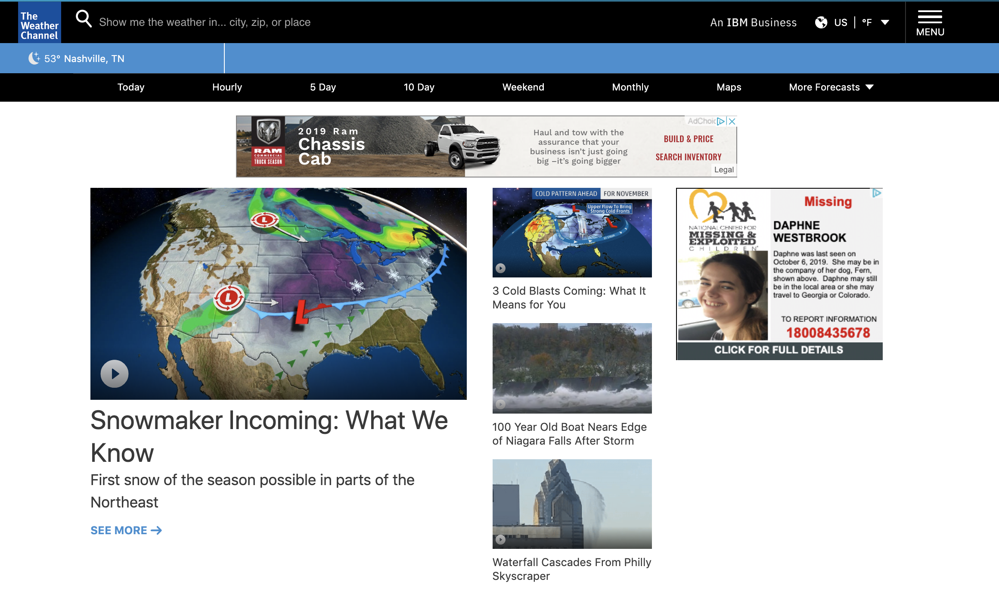 The
Weather
Channel
Show me the weather in... city, zip, or place
An IBM Business
US
°F
MENU
53° Nashville, TN
Today
Hourly
5 Day
10 Day
Weekend
Monthly
Maps
More Forecasts
RAM
COMMERCIAL
TRUCK SEASON
2019 Ram
Chassis
Cab
RAM
Haul and tow with the
assurance that your
business isn't just going
big –it's going bigger
BUILD & PRICE
SEARCH INVENTORY
AdChoic
Legal
L
L
L
Snowmaker Incoming: What We
Know
First snow of the season possible in parts of the
Northeast
SEE MORE
COLD PATTERN AHEAD
FOR NOVEMBER
Upper Flow To Bring
Strong Cold Fronts
L
L
JET STREAM
JET STREAM
3 Cold Blasts Coming: What It
Means for You
100 Year Old Boat Nears Edge
of Niagara Falls After Storm
Waterfall Cascades From Philly
Skyscraper
NATIONAL CENTER FOR
MISSING &
EXPLOITED
CHILDREN
Missing
DAPHNE
WESTBROOK
Daphne was last seen on
October 6, 2019. She may be in
the company of her dog, Fern,
shown above. Daphne may still
be in the local area or she may
travel to Georgia or Colorado.
TO REPORT INFORMATION
18008435678
CLICK FOR FULL DETAILS